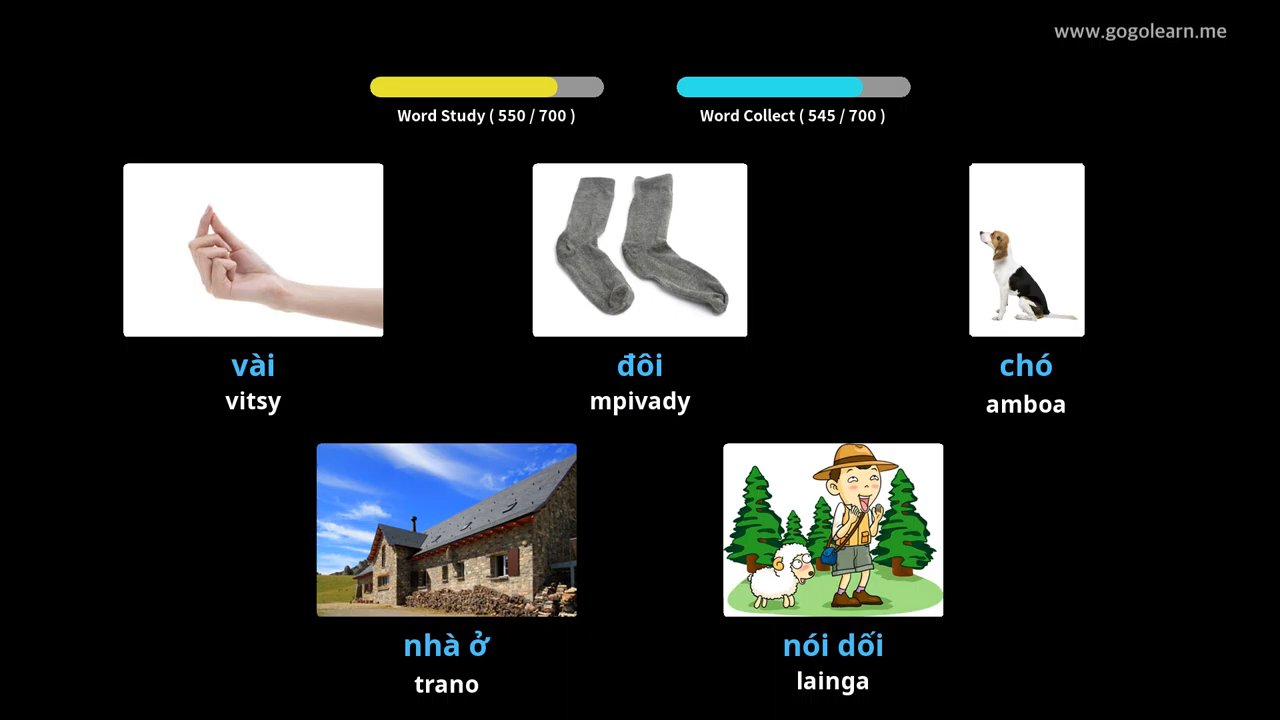 www.gogolearn.me
Word Study ( 550 / 700 )
Word Collect ( 545 / 700 )
vài
vitsy
đôi
mpivady
chó
amboa
nhà ở
trano
nói dối
lainga